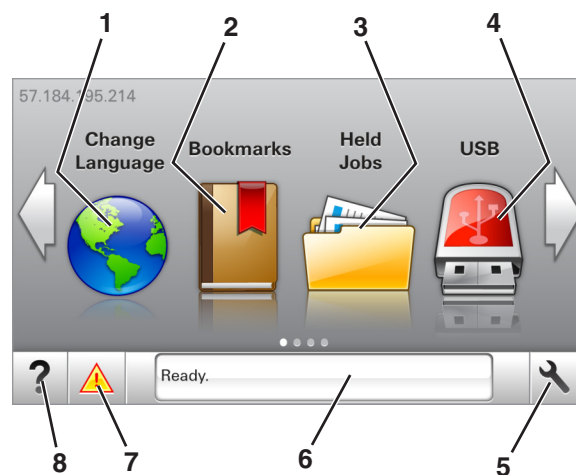 1 2 3 4
57.184.195.214
Change
Language
Bookmarks
Held
Jobs
USB
?
Ready.
8 7 6 5